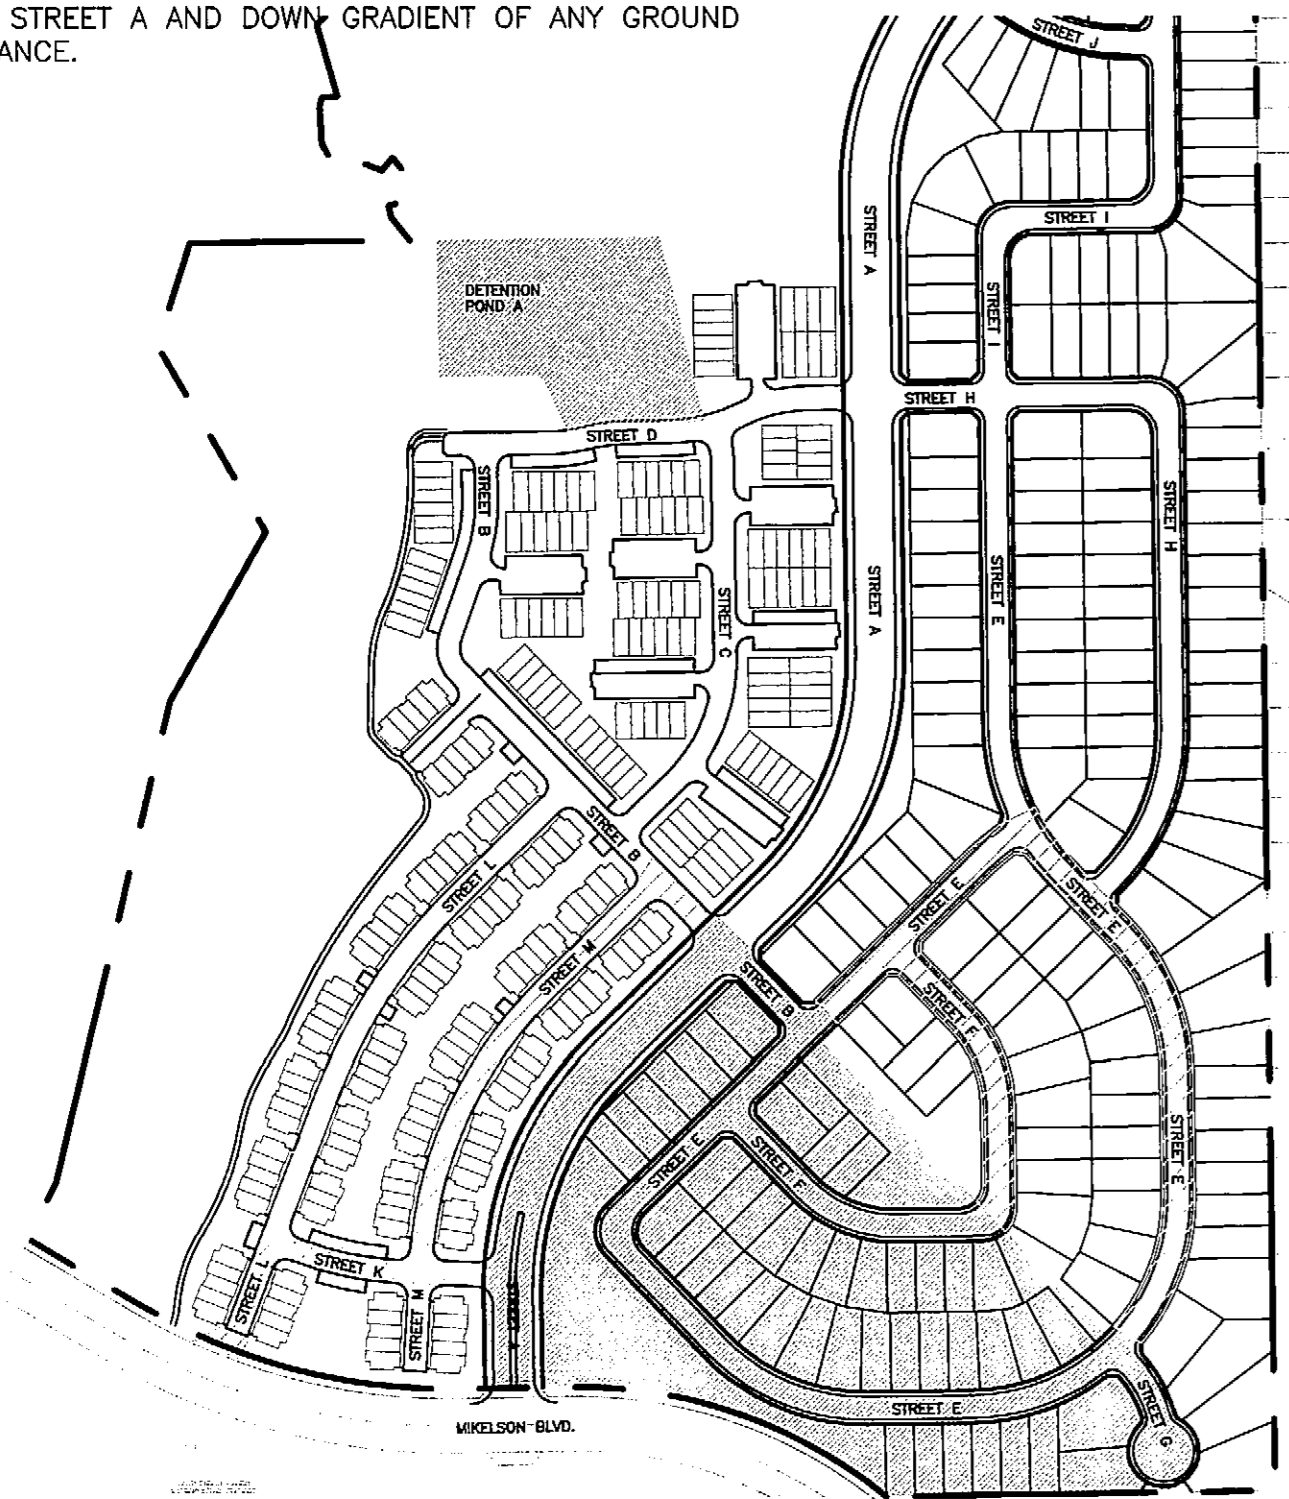 STREET A AND DOWN GRADIENT OF ANY GROUND
ANCE.
STREET J
STREET A
STREET I
STREET I
DETENTION
POND A
STREET H
STREET D
STREET B
STREET H
STREET E
STREET A
STREET C
STREET B
STREET L
STREET E
STREET E
STREET M
STREET B
STREET F
STREET E
STREET F
STREET E
STREET K
STREET L
STREET M
STREET E
STREET G
MIKELSON BLVD.